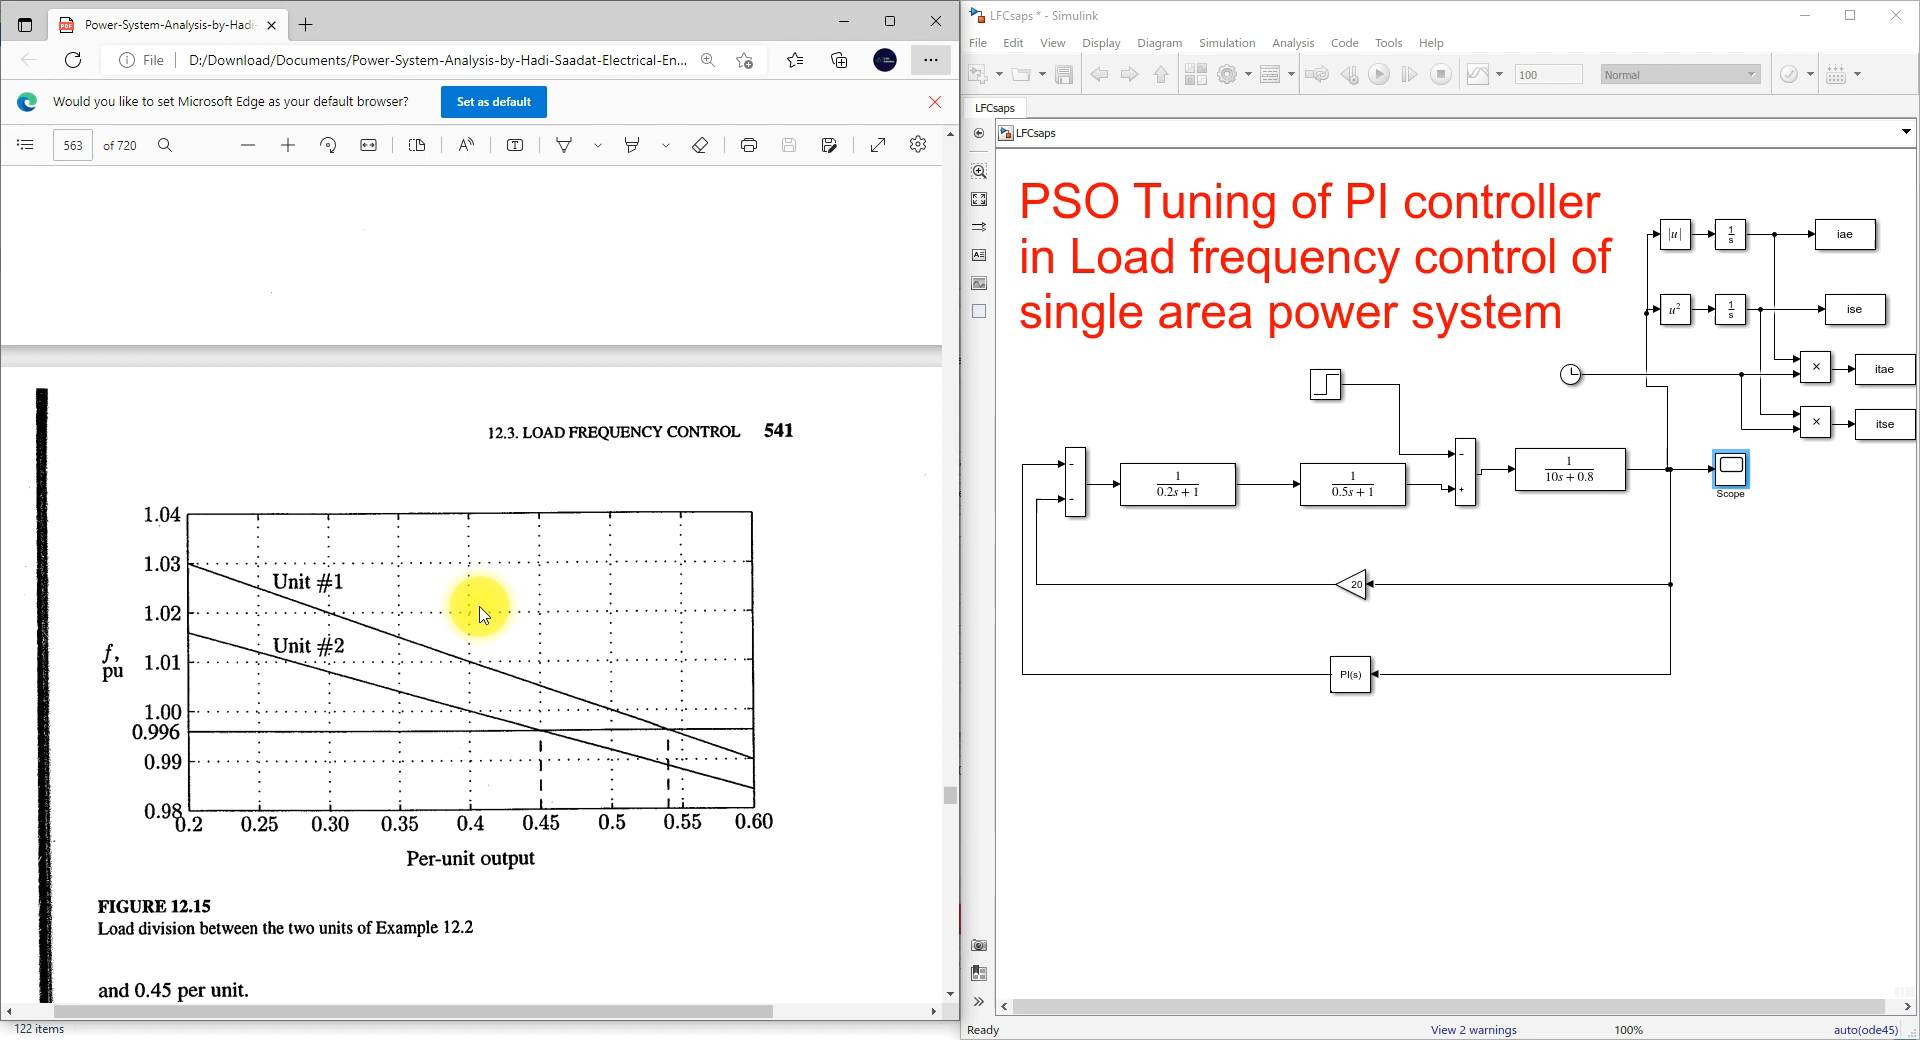 Power-System-Analysis-by-Hadi-
File
D:/Download/Documents/Power-System-Analysis-by-Hadi-Saadat-Electrical-En...
Would you like to set Microsoft Edge as your default browser?
Set as default
563 of 720
12.3. LOAD FREQUENCY CONTROL 541
1.04
1.03
1.02
1.01
1.00
0.996
0.99
0.98
f,
pu
Unit #1
Unit #2
0.2 0.25 0.30 0.35 0.4 0.45 0.5 0.55 0.60
Per-unit output
FIGURE 12.15
Load division between the two units of Example 12.2
and 0.45 per unit.
122 items
LFCsaps * - Simulink
File Edit View Display Diagram Simulation Analysis Code Tools Help
100
Normal
LFCsaps
LFCsaps
PSO Tuning of PI controller
in Load frequency control of
single area power system
|u|
1
s
iae
u²
1
s
ise
×
itae
×
itse
-
-
1
0.2s + 1
1
0.5s + 1
-
+
1
10s + 0.8
Scope
20
PI(s)
Ready
View 2 warnings
100%
auto(ode45)